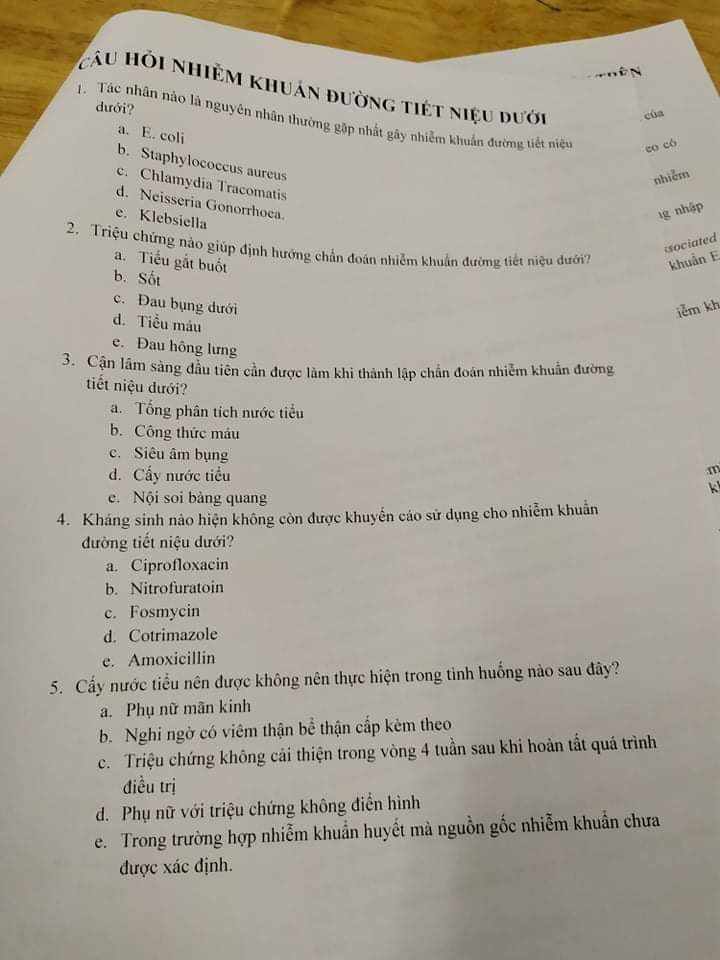 CÂU HỎI NHIỄM KHUẨN ĐƯỜNG TIẾT NIỆU DƯỚI
1. Tác nhân nào là nguyên nhân thường gặp nhất gây nhiễm khuẩn đường tiết niệu
dưới?
a. E. coli
b. Staphylococcus aureus
c. Chlamydia Tracomatis
d. Neisseria Gonorrhoea.
e. Klebsiella
2. Triệu chứng nào giúp định hướng chẩn đoán nhiễm khuẩn đường tiết niệu dưới?
a. Tiểu gắt buốt
b. Sốt
c. Đau bụng dưới
d. Tiểu máu
e. Đau hông lưng
3. Cận lâm sàng đầu tiên cần được làm khi thành lập chẩn đoán nhiễm khuẩn đường
tiết niệu dưới?
a. Tổng phân tích nước tiểu
b. Công thức máu
c. Siêu âm bụng
d. Cấy nước tiểu
e. Nội soi bàng quang
4. Kháng sinh nào hiện không còn được khuyến cáo sử dụng cho nhiễm khuẩn
đường tiết niệu dưới?
a. Ciprofloxacin
b. Nitrofuratoin
c. Fosmycin
d. Cotrimazole
e. Amoxicillin
5. Cấy nước tiểu nên được không nên thực hiện trong tình huống nào sau đây?
a. Phụ nữ mãn kinh
b. Nghi ngờ có viêm thận bể thận cấp kèm theo
c. Triệu chứng không cải thiện trong vòng 4 tuần sau khi hoàn tất quá trình
điều trị
d. Phụ nữ với triệu chứng không điển hình
e. Trong trường hợp nhiễm khuẩn huyết mà nguồn gốc nhiễm khuẩn chưa
được xác định.
của
eo có
nhiễm
ng nhập
ssociated
khuẩn E
iễm kh